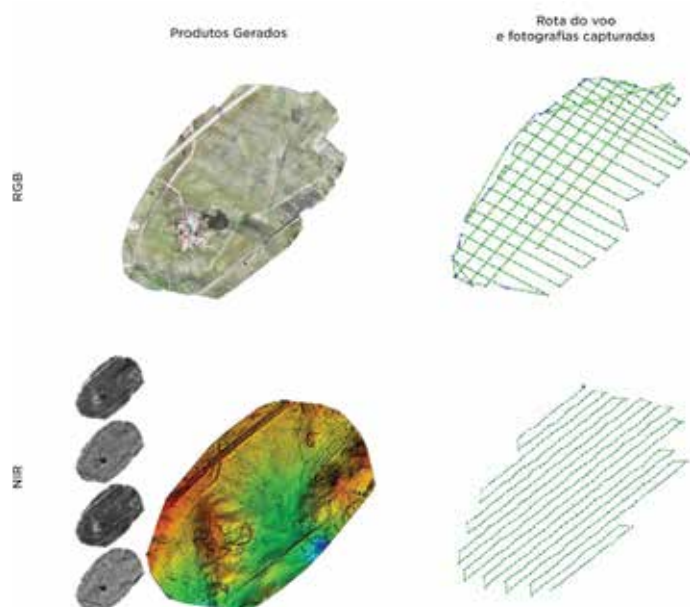 Produtos Gerados
Rota do voo
e fotografias capturadas
RGB
NIR